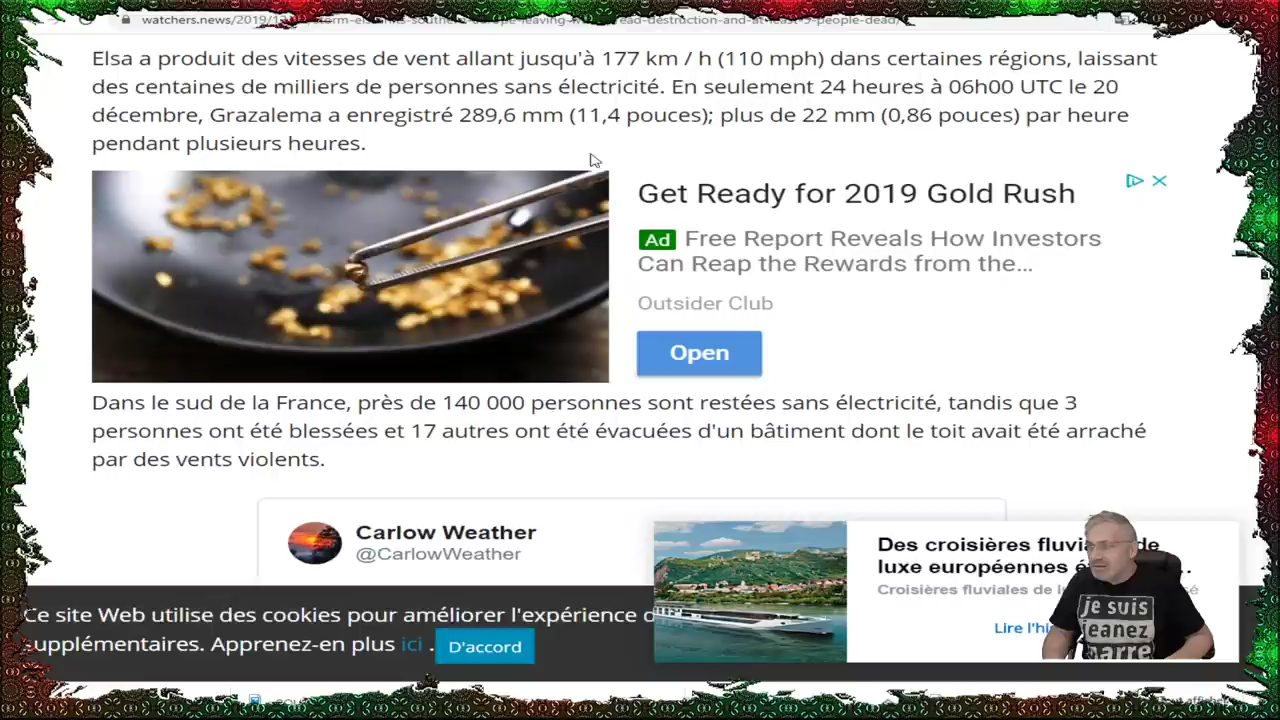 watchers.news/2019/
Elsa a produit des vitesses de vent allant jusqu'à 177 km / h (110 mph) dans certaines régions, laissant
des centaines de milliers de personnes sans électricité. En seulement 24 heures à 06h00 UTC le 20
décembre, Grazalema a enregistré 289,6 mm (11,4 pouces); plus de 22 mm (0,86 pouces) par heure
pendant plusieurs heures.
Get Ready for 2019 Gold Rush
Ad Free Report Reveals How Investors
Can Reap the Rewards from the...
Outsider Club
Open
Dans le sud de la France, près de 140 000 personnes sont restées sans électricité, tandis que 3
personnes ont été blessées et 17 autres ont été évacuées d'un bâtiment dont le toit avait été arraché
par des vents violents.
Carlow Weather
@CarlowWeather
Des croisières de
luxe européennes
Croisières fluviales de
Lire
Ce site Web utilise des cookies pour améliorer l'expérience
supplémentaires. Apprenez-en plus ici .
D'accord
je suis